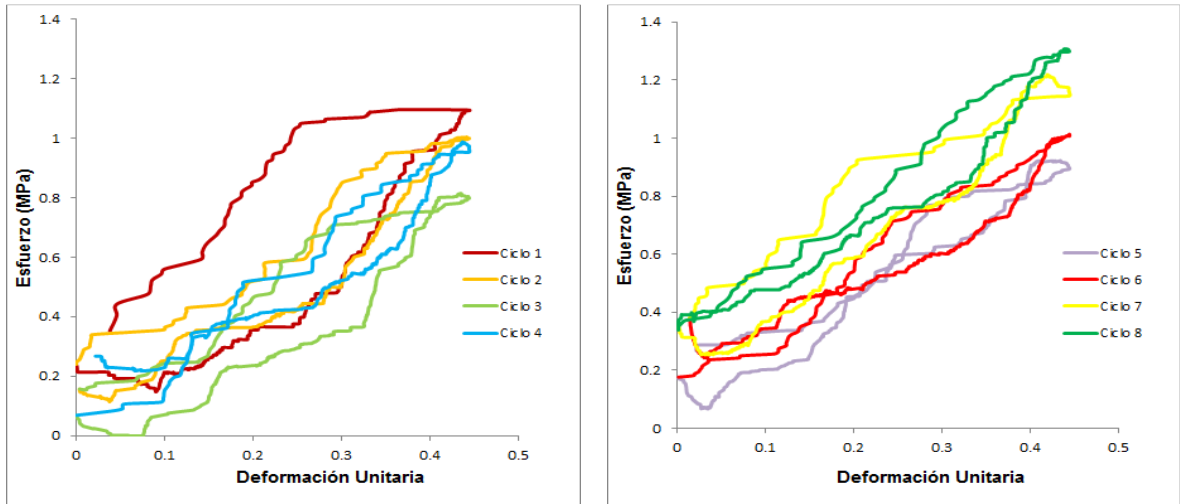 1.4
1.2
1
0.8
0.6
0.4
0.2
0
Esfuerzo (MPa)
0
0.1
0.2
0.3
0.4
0.5
Deformación Unitaria
Ciclo 1
Ciclo 2
Ciclo 3
Ciclo 4
1.4
1.2
1
0.8
0.6
0.4
0.2
0
Esfuerzo (MPa)
0
0.1
0.2
0.3
0.4
0.5
Deformación Unitaria
Ciclo 5
Ciclo 6
Ciclo 7
Ciclo 8